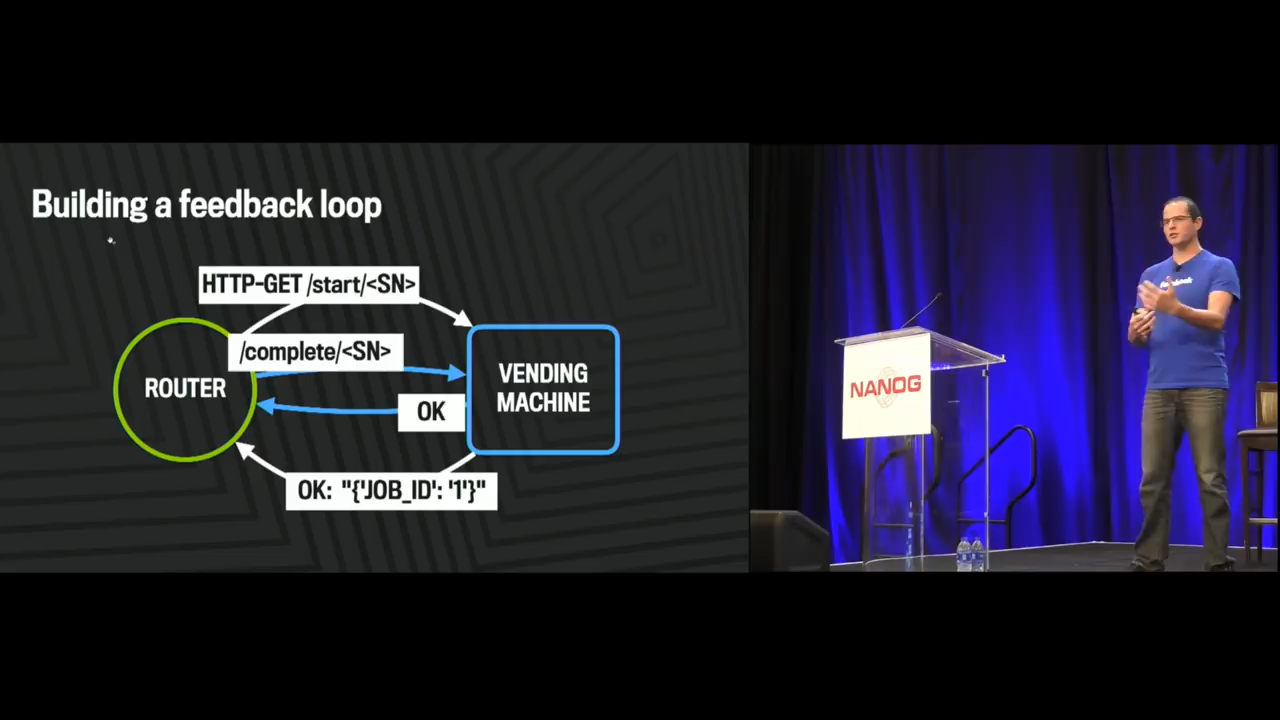 Building a feedback loop
HTTP-GET /start/<SN>
/complete/<SN>
ROUTER
VENDING
MACHINE
OK
OK: "{'JOB_ID': '1'}"
NANOG